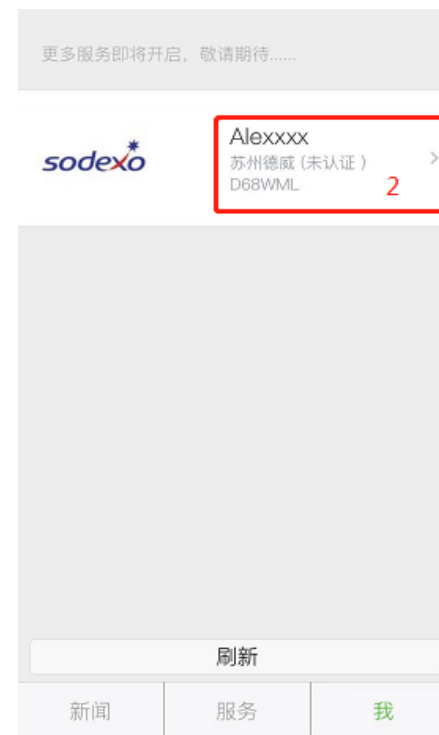 更多服务即将开启，敬请期待......
sodexo
Alexxxx
苏州德威 (未认证 )
D68WML
2
刷新
新闻
服务
我